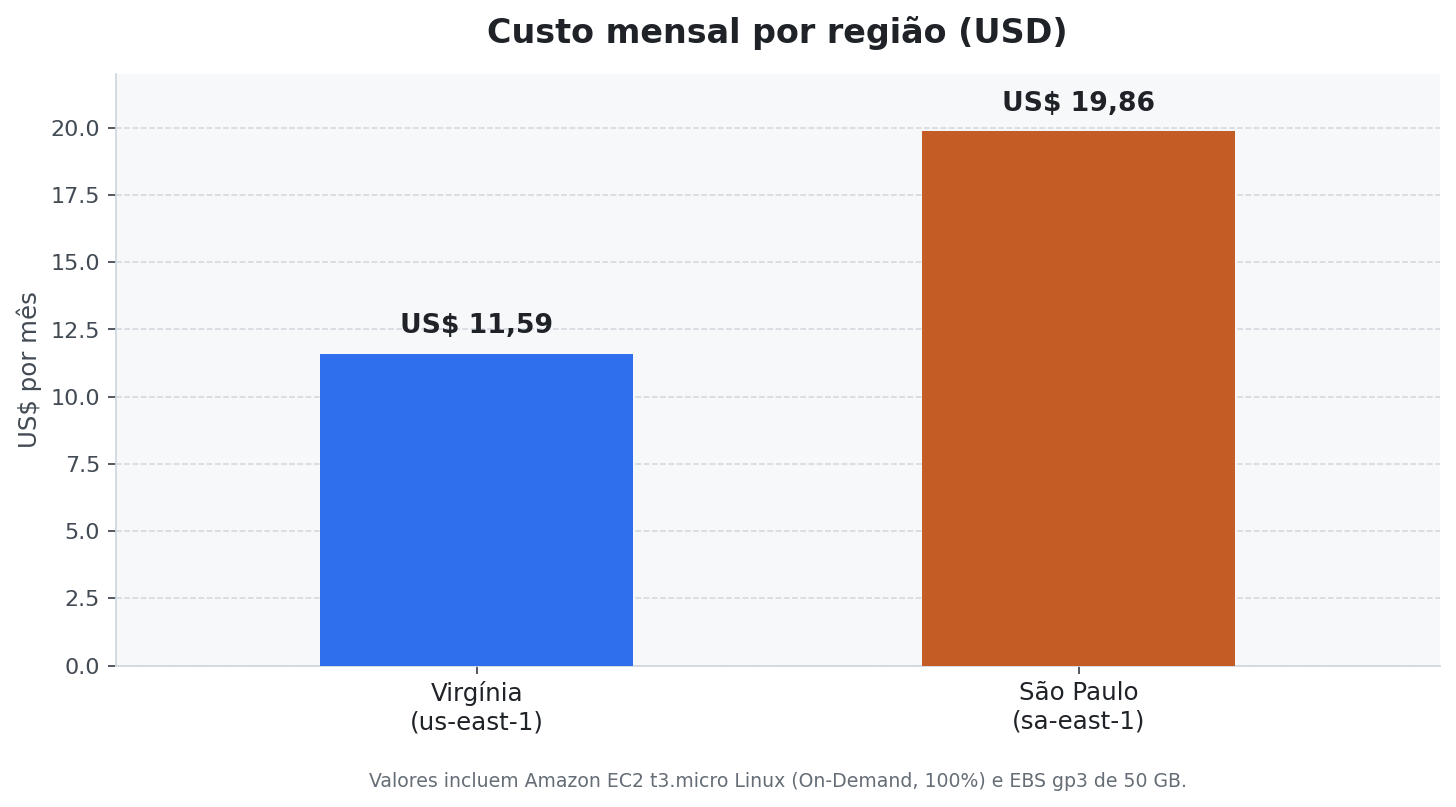 Custo mensal por região (USD)
US$ por mês
20.0
17.5
15.0
12.5
10.0
7.5
5.0
2.5
0.0
US$ 11,59
US$ 19,86
Virgínia
(us-east-1)
São Paulo
(sa-east-1)
Valores incluem Amazon EC2 t3.micro Linux (On-Demand, 100%) e EBS gp3 de 50 GB.